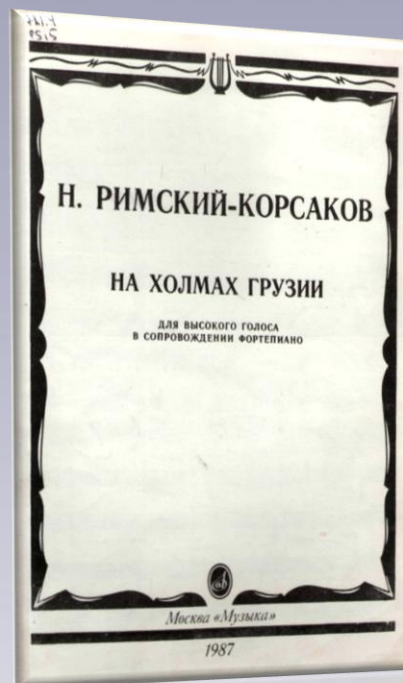 Н. РИМСКИЙ-КОРСАКОВ
НА ХОЛМАХ ГРУЗИИ
ДЛЯ ВЫСОКОГО ГОЛОСА
В СОПРОВОЖДЕНИИ ФОРТЕПИАНО
Москва «Музыка»
1987